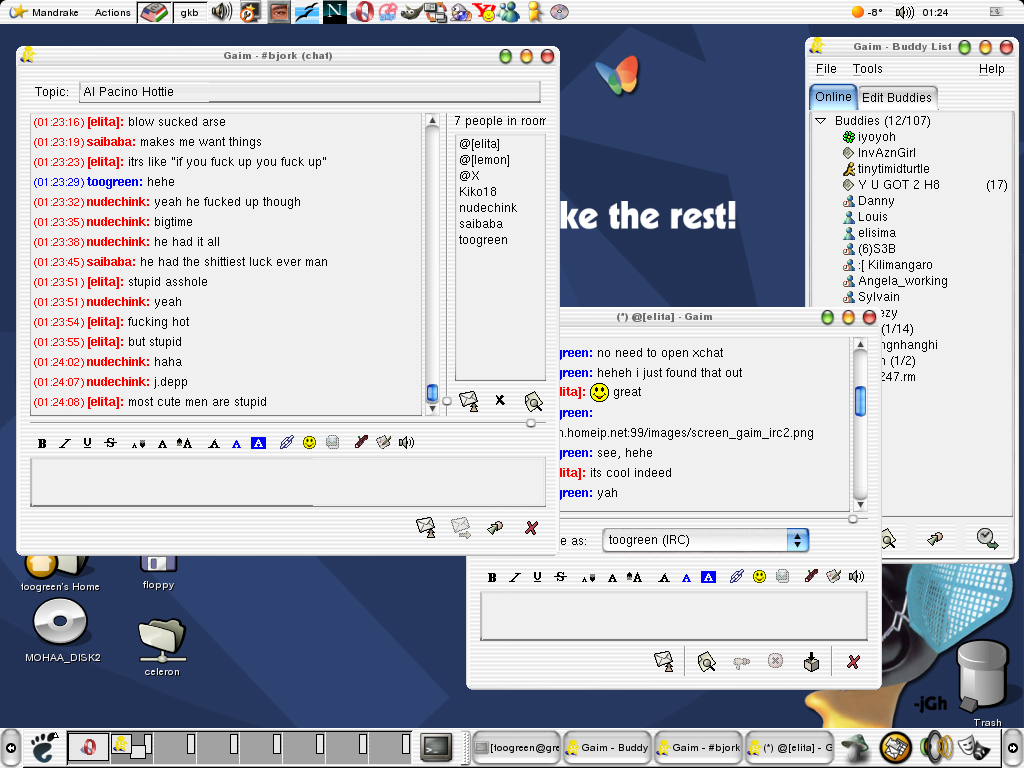 Mandrake Actions gkb -8° 01:24
Gaim - #bjork (chat)
Topic: Al Pacino Hottie
(01:23:16) [elita]: blow sucked arse
(01:23:19) saibaba: makes me want things
(01:23:23) [elita]: itrs like "if you fuck up you fuck up"
(01:23:29) toogreen: hehe
(01:23:32) nudechink: yeah he fucked up though
(01:23:35) nudechink: bigtime
(01:23:38) nudechink: he had it all
(01:23:45) saibaba: he had the shittiest luck ever man
(01:23:51) [elita]: stupid asshole
(01:23:51) nudechink: yeah
(01:23:54) [elita]: fucking hot
(01:23:55) [elita]: but stupid
(01:24:02) nudechink: haha
(01:24:07) nudechink: j.depp
(01:24:08) [elita]: most cute men are stupid
7 people in room
@[elita]
@[lemon]
@X
Kiko18
nudechink
saibaba
toogreen
ke the rest!
Gaim - Buddy List
File Tools Help
Online Edit Buddies
Buddies (12/107)
iyoyoh
InvAznGirl
tinytimidturtle
Y U GOT 2 H8 (17)
Danny
Louis
elisima
(6)S3B
:[ Kilimangaro
Angela_working
Sylvain
ezy
(1/14)
ngnhanghi
n (1/2)
247.rm
(*) @[elita] - Gaim
green: no need to open xchat
green: heheh i just found that out
lita]: great
green:
n.homeip.net:99/images/screen_gaim_irc2.png
green: see, hehe
lita]: its cool indeed
green: yah
e as: toogreen (IRC)
toogreen's Home
floppy
MOHAA_DISK2
celeron
-jGh
Trash
[toogreen@gre
Gaim - Buddy
Gaim - #bjork
(*) @[elita] - G